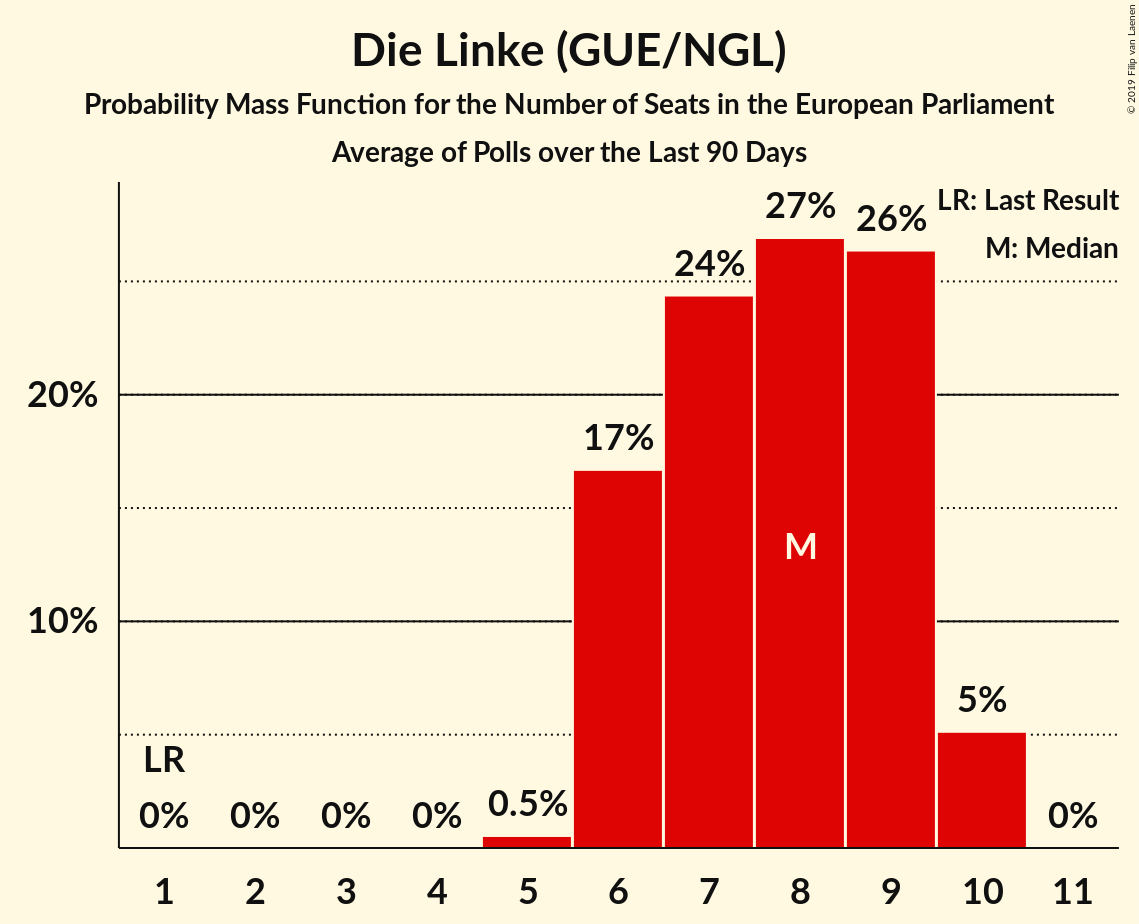 Die Linke (GUE/NGL)
Probability Mass Function for the Number of Seats in the European Parliament
Average of Polls over the Last 90 Days
© 2019 Filip van Laenen
LR: Last Result
M: Median
27%
26%
24%
20%
17%
M
10%
5%
LR
0%
0%
0%
0%
0.5%
0%
1 2 3 4 5 6 7 8 9 10 11